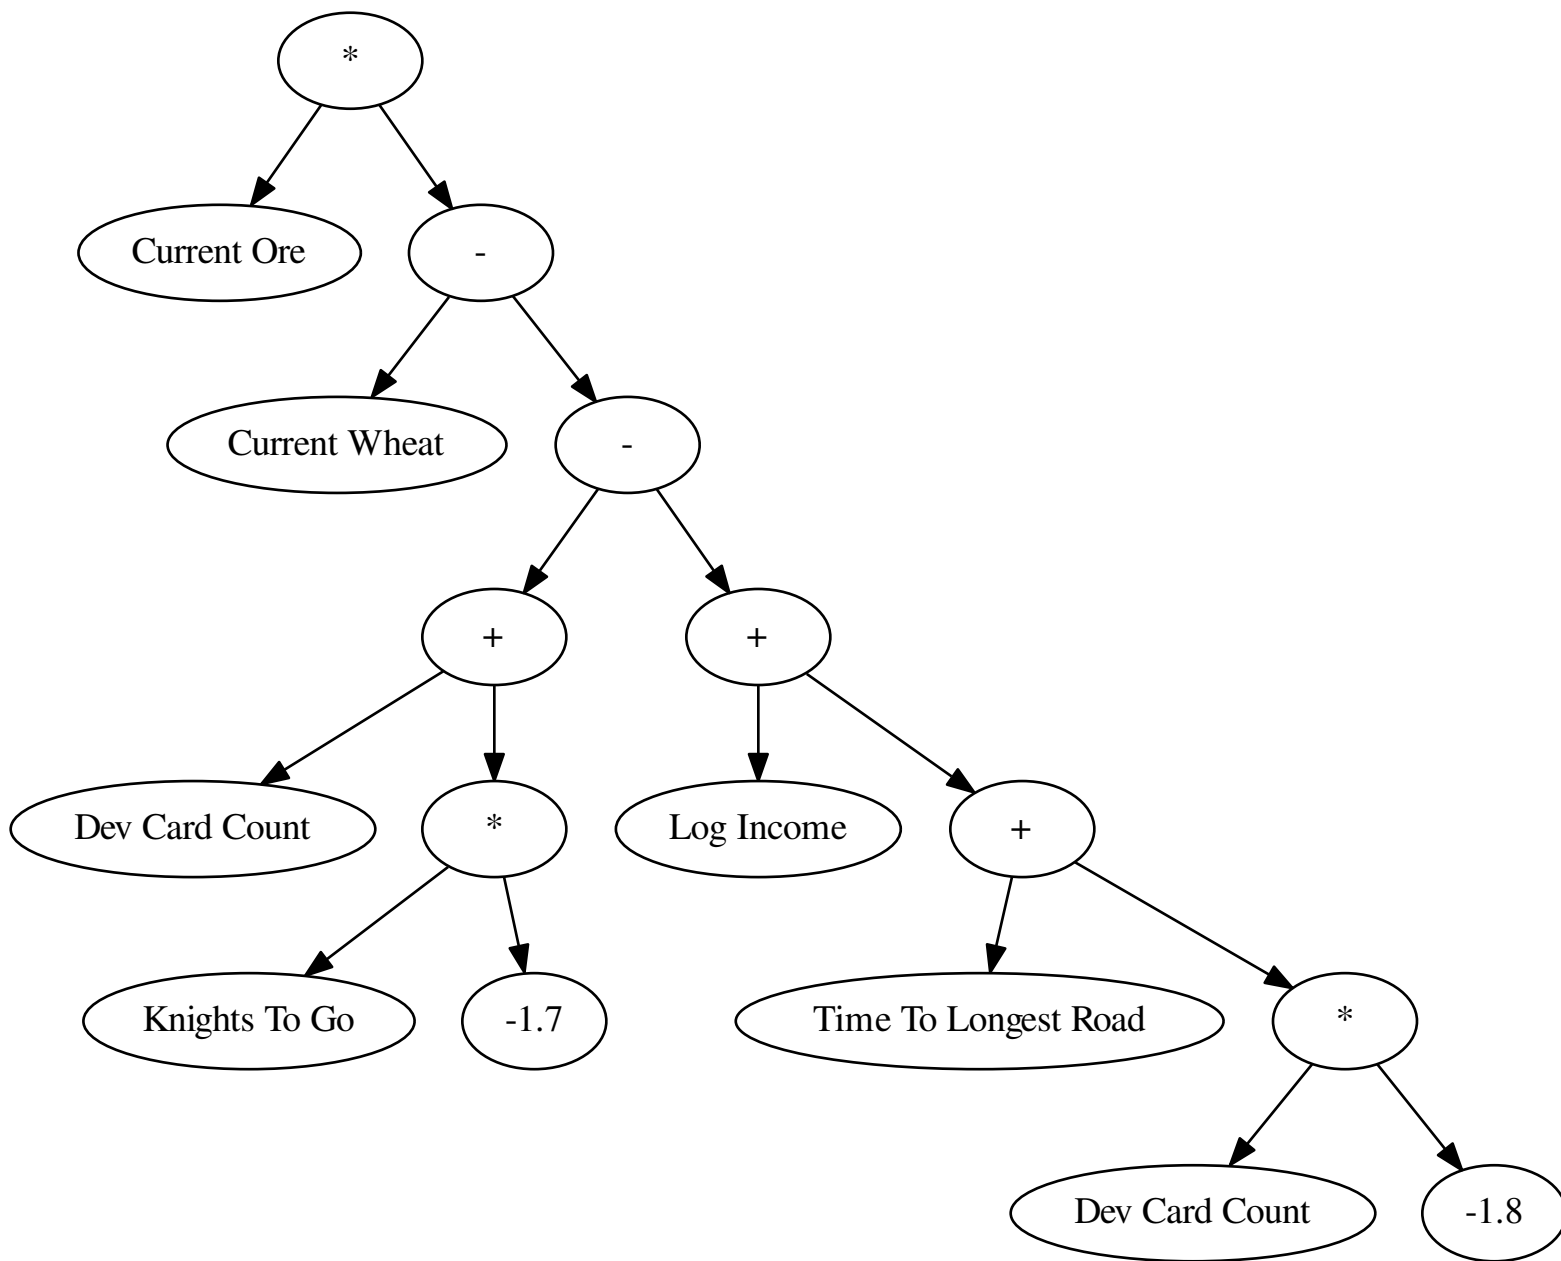 *
Current Ore
-
Current Wheat
-
+
+
Dev Card Count
*
Log Income
+
Knights To Go
-1.7
Time To Longest Road
*
Dev Card Count
-1.8